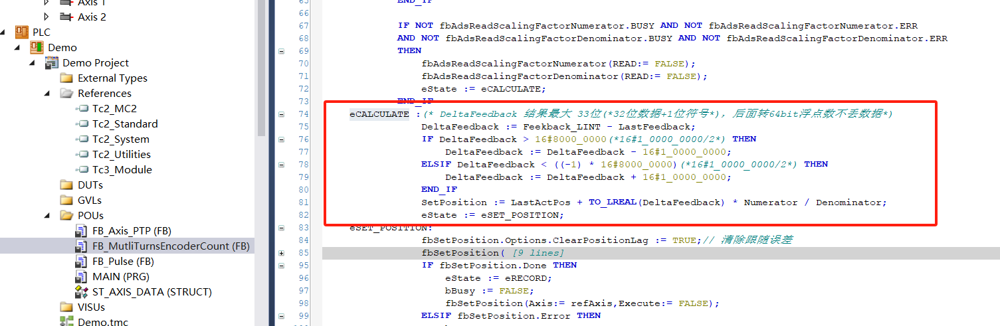 Axis 1
Axis 2
PLC
Demo
Demo Project
External Types
References
Tc2_MC2
Tc2_Standard
Tc2_System
Tc2_Utilities
Tc3_Module
DUTs
GVLs
POUs
FB_Axis_PTP (FB)
FB_MutliTurnsEncoderCount (FB)
FB_Pulse (FB)
MAIN (PRG)
ST_AXIS_DATA (STRUCT)
VISUs
Demo.tmc
65 END_IF
66
67 IF NOT fbAdsReadScalingFactorNumerator.BUSY AND NOT fbAdsReadScalingFactorNumerator.ERR
68 AND NOT fbAdsReadScalingFactorDenominator.BUSY AND NOT fbAdsReadScalingFactorDenominator.ERR
69 THEN
70 fbAdsReadScalingFactorNumerator(READ:= FALSE);
71 fbAdsReadScalingFactorDenominator(READ:= FALSE);
72 eState := eCALCULATE;
73 END_IF
74 eCALCULATE :(* DeltaFeedback 结果最大 33位(*32位数据+1位符号*), 后面转64bit浮点数不丢数据*)
75 DeltaFeedback := Feekback_LINT - LastFeedback;
76 IF DeltaFeedback > 16#8000_0000(*16#1_0000_0000/2*) THEN
77 DeltaFeedback := DeltaFeedback - 16#1_0000_0000;
78 ELSIF DeltaFeedback < ((-1) * 16#8000_0000)(*16#1_0000_0000/2*) THEN
79 DeltaFeedback := DeltaFeedback + 16#1_0000_0000;
80 END_IF
81 SetPosition := LastActPos + TO_LREAL(DeltaFeedback) * Numerator / Denominator;
82 eState := eSET_POSITION;
83 eSET_POSITION:
84 fbSetPosition.Options.ClearPositionLag := TRUE;// 清除跟随误差
85 fbSetPosition( [9 lines]
95 IF fbSetPosition.Done THEN
96 eState := eRECORD;
97 bBusy := FALSE;
98 fbSetPosition(Axis:= refAxis,Execute:= FALSE);
99 ELSIF fbSetPosition.Error THEN